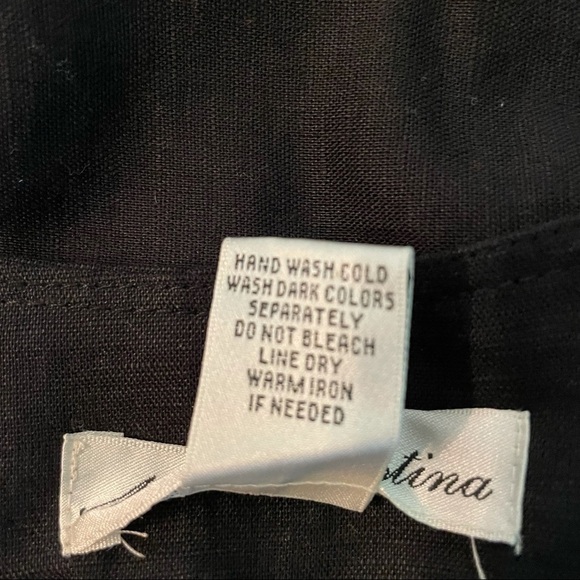 HAND WASH COLD
WASH DARK COLORS
SEPARATELY
DO NOT BLEACH
LINE DRY
WARM IRON
IF NEEDED